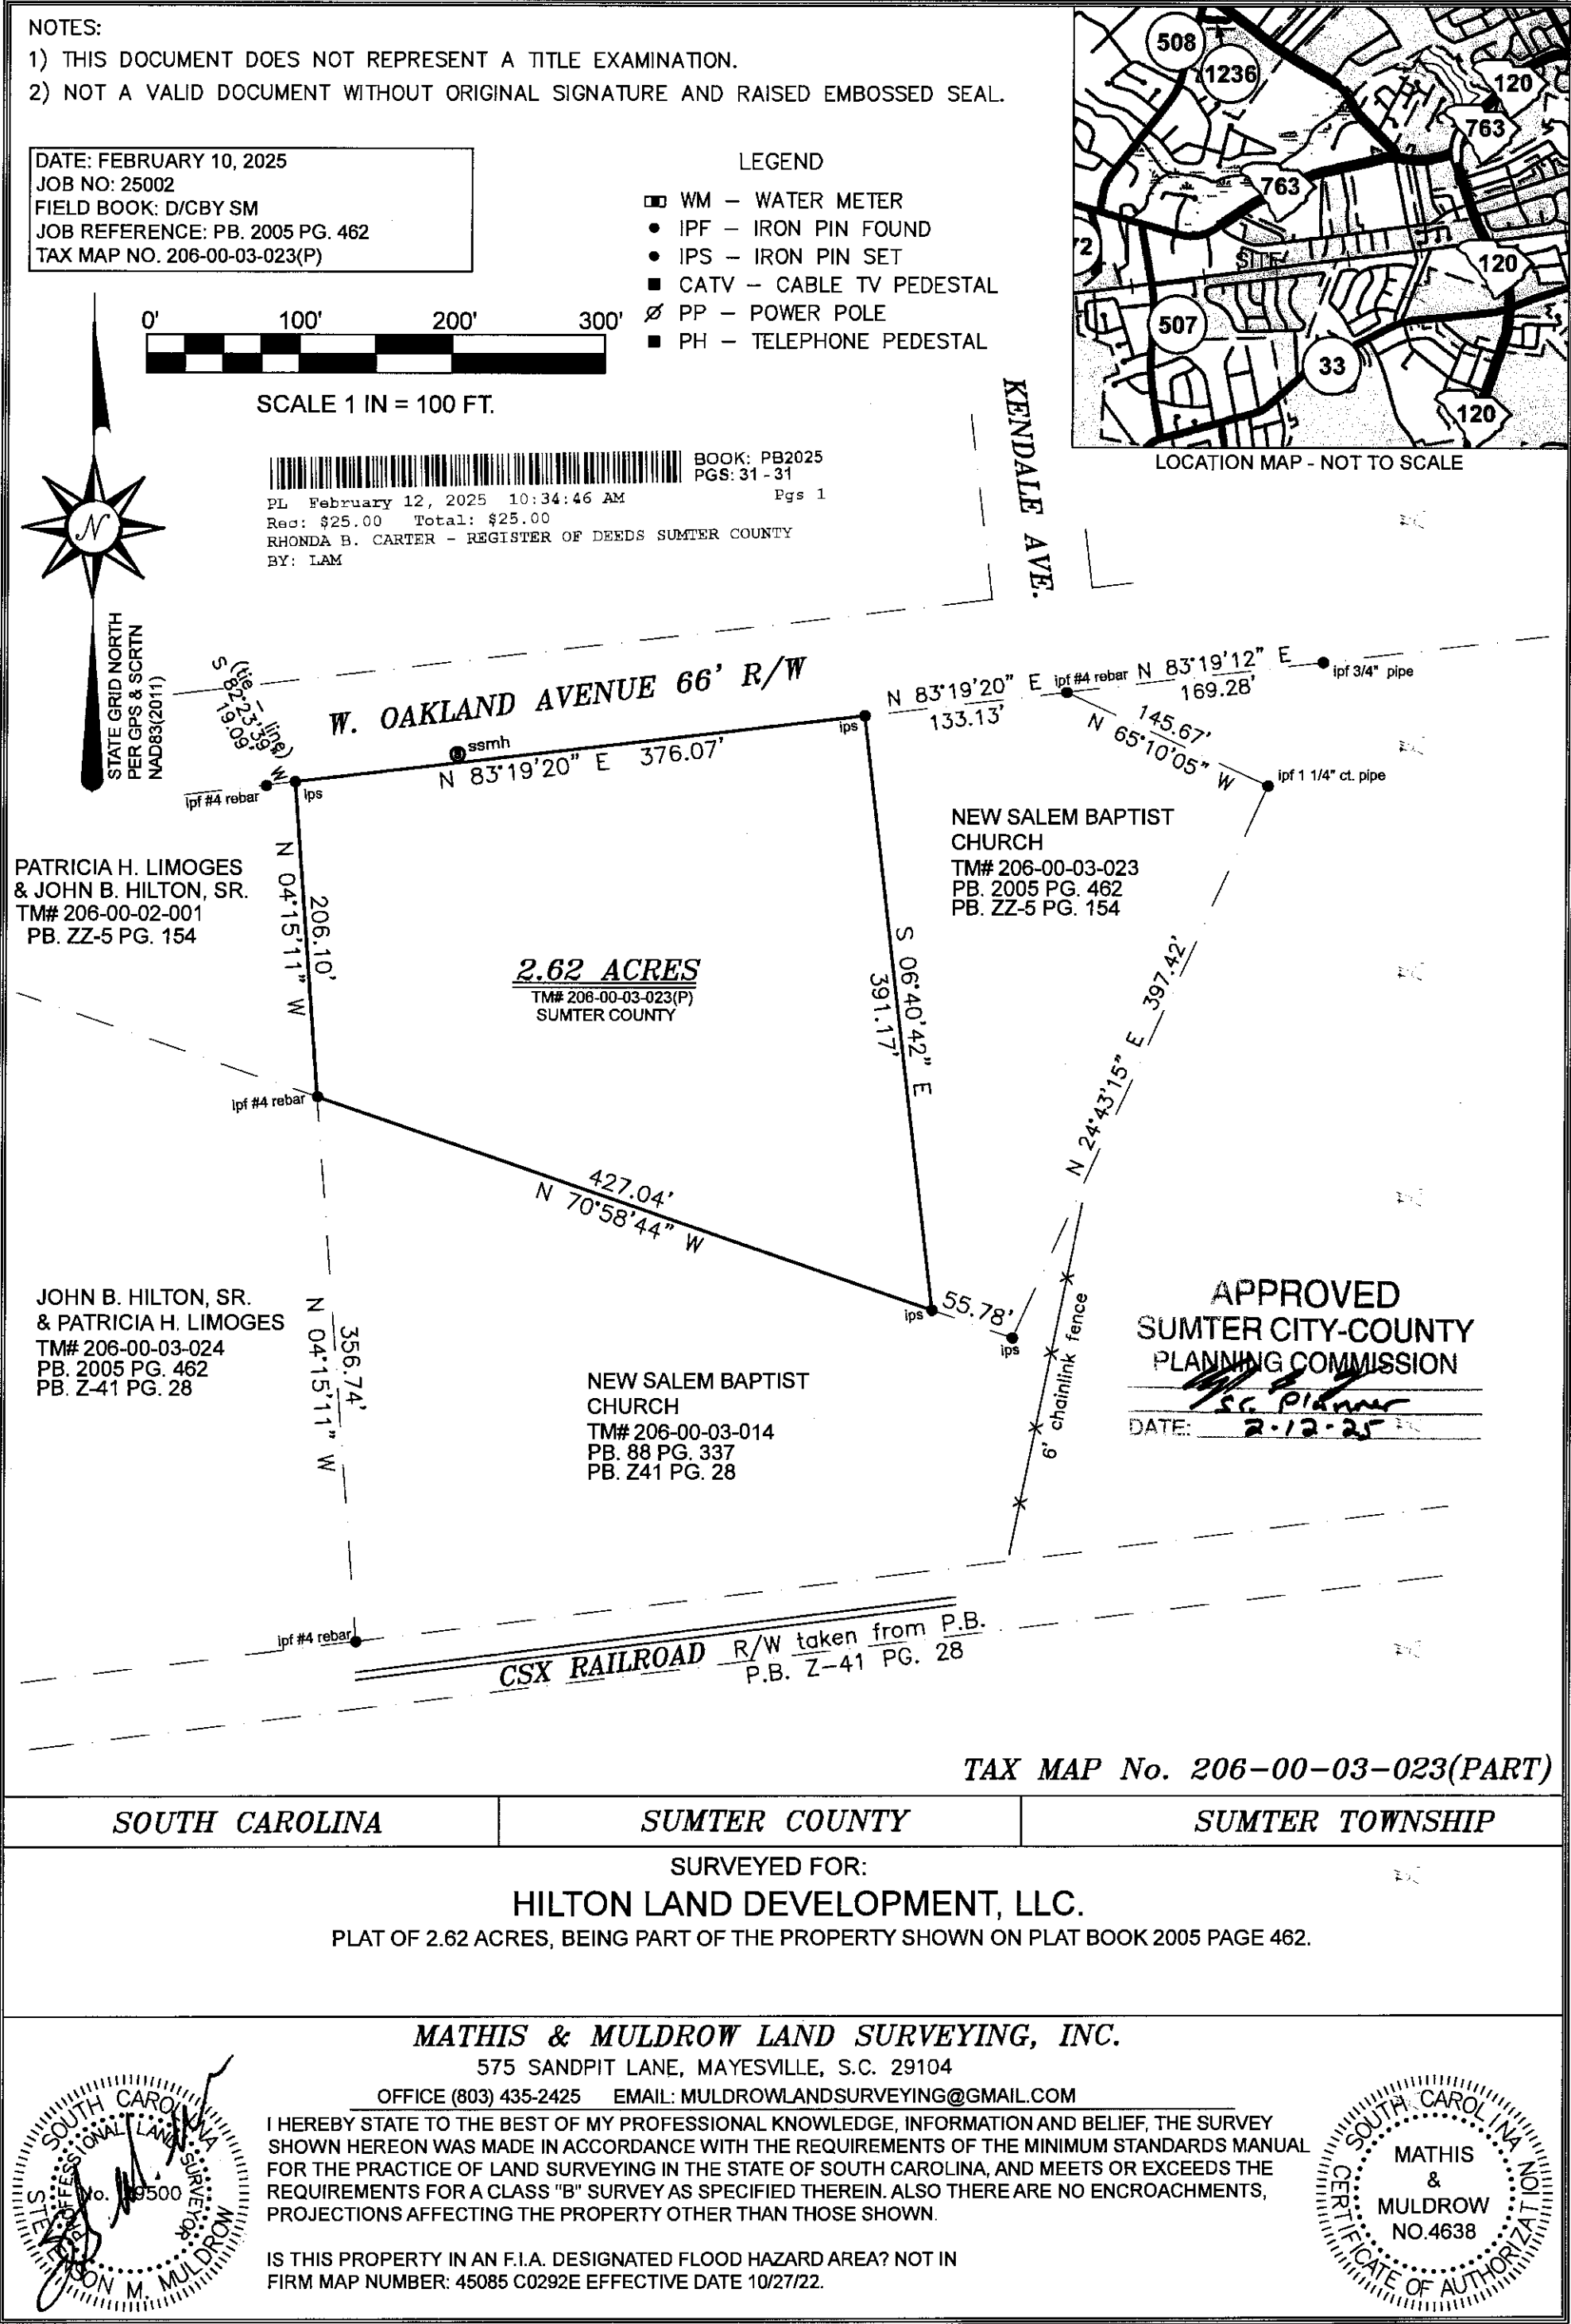 NOTES:
1) THIS DOCUMENT DOES NOT REPRESENT A TITLE EXAMINATION.
2) NOT A VALID DOCUMENT WITHOUT ORIGINAL SIGNATURE AND RAISED EMBOSSED SEAL.
DATE: FEBRUARY 10, 2025
JOB NO: 25002
FIELD BOOK: D/CBY SM
JOB REFERENCE: PB. 2005 PG. 462
TAX MAP NO. 206-00-03-023(P)
LEGEND
WM – WATER METER
IPF – IRON PIN FOUND
IPS – IRON PIN SET
CATV – CABLE TV PEDESTAL
PP – POWER POLE
PH – TELEPHONE PEDESTAL
508
1236
120
763
763
72
SITE
120
507
33
120
LOCATION MAP - NOT TO SCALE
0' 100' 200' 300'
SCALE 1 IN = 100 FT.
BOOK: PB2025
PGS: 31 - 31
PL February 12, 2025 10:34:46 AM Pgs 1
Rec: $25.00 Total: $25.00
RHONDA B. CARTER - REGISTER OF DEEDS SUMTER COUNTY
BY: LAM
N
STATE GRID NORTH
PER GPS & SCRTN
NAD83(2011)
KENDALE AVE.
(tie – line)
S 82°23'39" W
19.09'
W. OAKLAND AVENUE 66' R/W
ssmh
N 83°19'20" E 376.07'
ips
ipf #4 rebar
ips
N 83°19'20" E
133.13'
ipf #4 rebar
N 83°19'12" E
169.28'
ipf 3/4" pipe
145.67'
N 65°10'05" W
ipf 1 1/4" ct. pipe
PATRICIA H. LIMOGES
& JOHN B. HILTON, SR.
TM# 206-00-02-001
PB. ZZ-5 PG. 154
N 04°15'11" W
206.10'
2.62 ACRES
TM# 206-00-03-023(P)
SUMTER COUNTY
NEW SALEM BAPTIST
CHURCH
TM# 206-00-03-023
PB. 2005 PG. 462
PB. ZZ-5 PG. 154
S 06°40'42" E
391.17'
N 24°43'15" E 397.42'
ipf #4 rebar
427.04'
N 70°58'44" W
ips
55.78'
ips
6' chainlink fence
JOHN B. HILTON, SR.
& PATRICIA H. LIMOGES
TM# 206-00-03-024
PB. 2005 PG. 462
PB. Z-41 PG. 28
N 04°15'11" W
356.74'
NEW SALEM BAPTIST
CHURCH
TM# 206-00-03-014
PB. 88 PG. 337
PB. Z41 PG. 28
APPROVED
SUMTER CITY-COUNTY
PLANNING COMMISSION
Sr. Planner
DATE: 2-12-25
ipf #4 rebar
CSX RAILROAD
R/W taken from P.B.
P.B. Z-41 PG. 28
TAX MAP No. 206-00-03-023(PART)
SOUTH CAROLINA
SUMTER COUNTY
SUMTER TOWNSHIP
SURVEYED FOR:
HILTON LAND DEVELOPMENT, LLC.
PLAT OF 2.62 ACRES, BEING PART OF THE PROPERTY SHOWN ON PLAT BOOK 2005 PAGE 462.
MATHIS & MULDROW LAND SURVEYING, INC.
575 SANDPIT LANE, MAYESVILLE, S.C. 29104
OFFICE (803) 435-2425 EMAIL: MULDROWLANDSURVEYING@GMAIL.COM
I HEREBY STATE TO THE BEST OF MY PROFESSIONAL KNOWLEDGE, INFORMATION AND BELIEF, THE SURVEY
SHOWN HEREON WAS MADE IN ACCORDANCE WITH THE REQUIREMENTS OF THE MINIMUM STANDARDS MANUAL
FOR THE PRACTICE OF LAND SURVEYING IN THE STATE OF SOUTH CAROLINA, AND MEETS OR EXCEEDS THE
REQUIREMENTS FOR A CLASS "B" SURVEY AS SPECIFIED THEREIN. ALSO THERE ARE NO ENCROACHMENTS,
PROJECTIONS AFFECTING THE PROPERTY OTHER THAN THOSE SHOWN.
IS THIS PROPERTY IN AN F.I.A. DESIGNATED FLOOD HAZARD AREA? NOT IN
FIRM MAP NUMBER: 45085 C0292E EFFECTIVE DATE 10/27/22.
SOUTH CAROLINA
PROFESSIONAL LAND SURVEYOR
No.
M. MULDROW
SOUTH CAROLINA
MATHIS
&
MULDROW
NO.4638
CERTIFICATE OF AUTHORIZATION